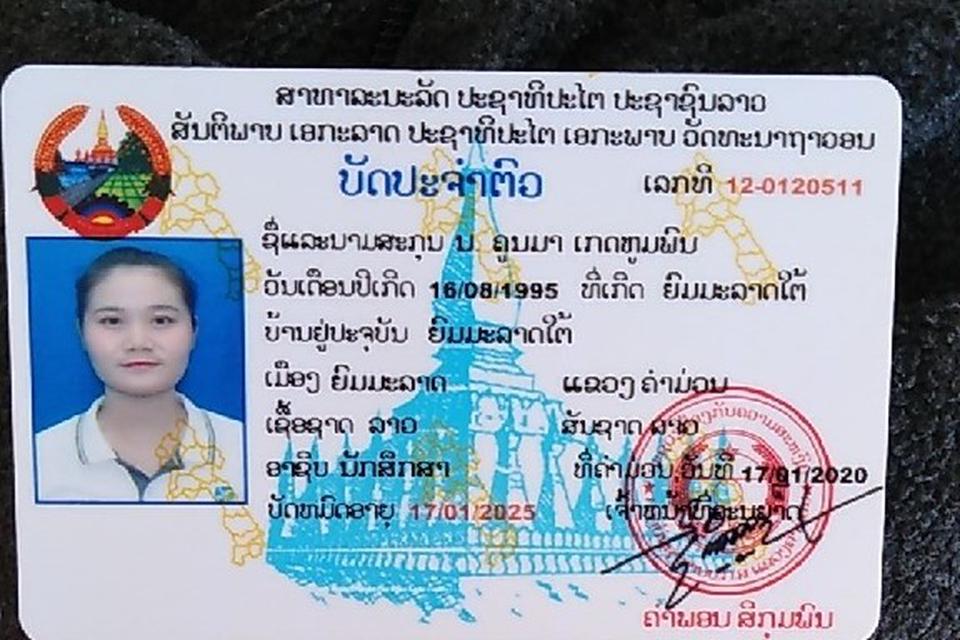 ສາທາລະນະລັດ ປະຊາທິປະໄຕ ປະຊາຊົນລາວ
ສັນຕິພາບ ເອກະລາດ ປະຊາທິປະໄຕ ເອກະພາບ ວັດທະນາຖາວອນ
ບັດປະຈຳຕົວ ເລກທີ 12-0120511
ຊື່ແລະນາມສະກຸນ ນ. ຄູນມາ ເກດຫູມພົນ
ວັນເດືອນປີເກີດ 16/08/1995 ທີ່ເກີດ ຍົມມະລາດໃຕ້
ບ້ານຢູ່ປະຈຸບັນ ຍົມມະລາດໃຕ້
ເມືອງ ຍົມມະລາດ ແຂວງ ຄຳມ່ວນ
ເຊື້ອຊາດ ລາວ ສັນຊາດ ລາວ
ອາຊີບ ນັກສຶກສາ ທີ່ຄຳມ່ວນ ວັນທີ 17/01/2020
ບັດໝົດອາຍຸ 17/01/2025 ເຈົ້າໜ້າທີ່ອະນຸຍາດ
ຄຳພອນ ສີກຸມພົນ